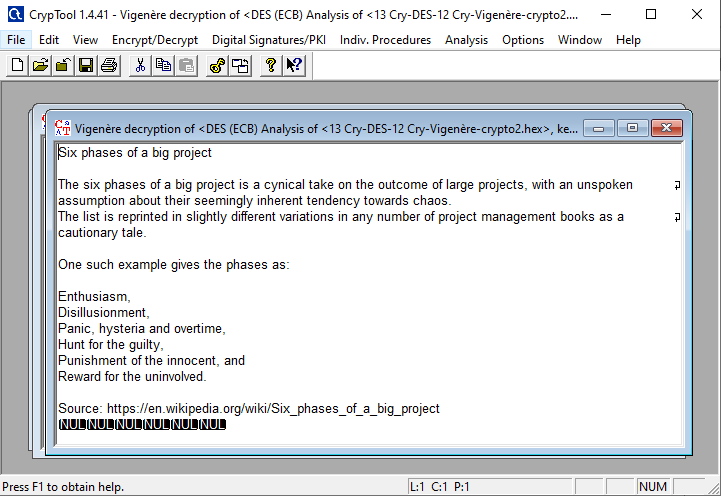 CrypTool 1.4.41 - Vigenère decryption of <DES (ECB) Analysis of <13 Cry-DES-12 Cry-Vigenère-crypto2....
File Edit View Encrypt/Decrypt Digital Signatures/PKI Indiv. Procedures Analysis Options Window Help
Vigenère decryption of <DES (ECB) Analysis of <13 Cry-DES-12 Cry-Vigenère-crypto2.hex>, ke...
Six phases of a big project
The six phases of a big project is a cynical take on the outcome of large projects, with an unspoken
assumption about their seemingly inherent tendency towards chaos.
The list is reprinted in slightly different variations in any number of project management books as a
cautionary tale.
One such example gives the phases as:
Enthusiasm,
Disillusionment,
Panic, hysteria and overtime,
Hunt for the guilty,
Punishment of the innocent, and
Reward for the uninvolved.
Source: https://en.wikipedia.org/wiki/Six_phases_of_a_big_project
NULNULNULNULNULNUL
Press F1 to obtain help. L:1 C:1 P:1 NUM